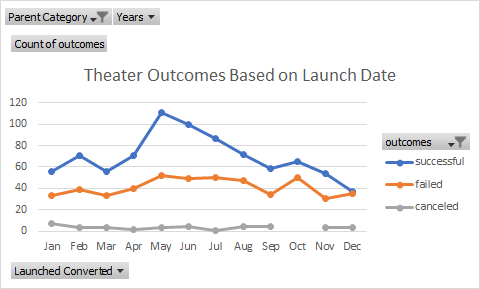 Parent Category Years
Count of outcomes
Theater Outcomes Based on Launch Date
120
100
80
60
40
20
0
Jan Feb Mar Apr May Jun Jul Aug Sep Oct Nov Dec
outcomes
successful
failed
canceled
Launched Converted